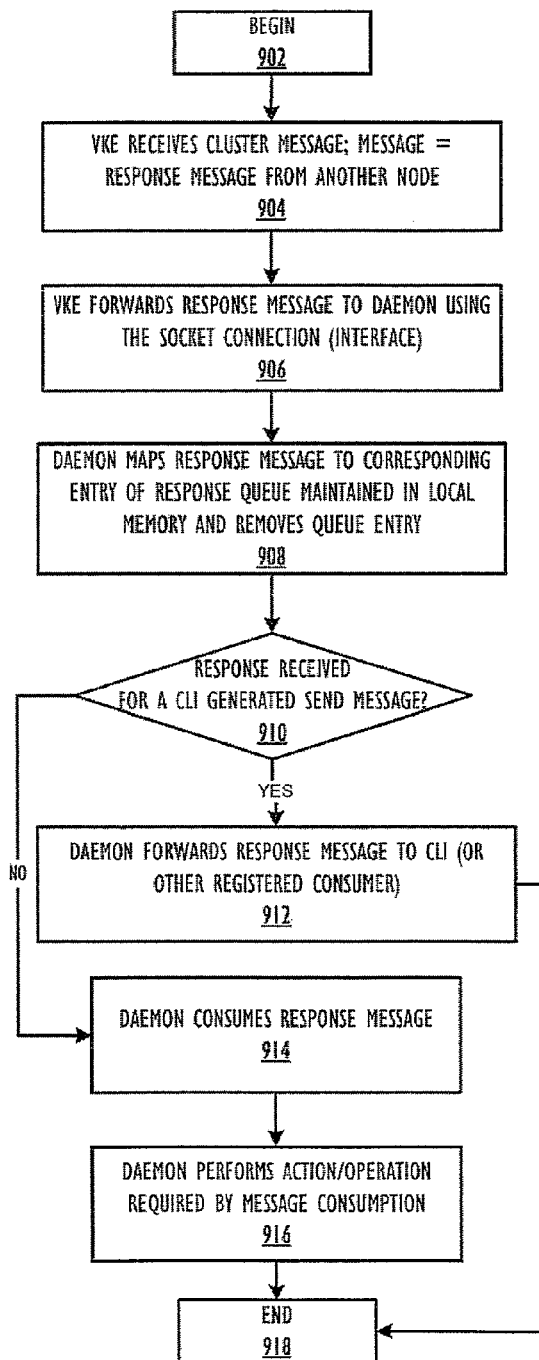 BEGIN
902
VKE RECEIVES CLUSTER MESSAGE; MESSAGE =
RESPONSE MESSAGE FROM ANOTHER NODE
904
VKE FORWARDS RESPONSE MESSAGE TO DAEMON USING
THE SOCKET CONNECTION (INTERFACE)
906
DAEMON MAPS RESPONSE MESSAGE TO CORRESPONDING
ENTRY OF RESPONSE QUEUE MAINTAINED IN LOCAL
MEMORY AND REMOVES QUEUE ENTRY
908
RESPONSE RECEIVED
FOR A CLI GENERATED SEND MESSAGE?
910
YES
NO
DAEMON FORWARDS RESPONSE MESSAGE TO CLI (OR
OTHER REGISTERED CONSUMER)
912
DAEMON CONSUMES RESPONSE MESSAGE
914
DAEMON PERFORMS ACTION/OPERATION
REQUIRED BY MESSAGE CONSUMPTION
916
END
918